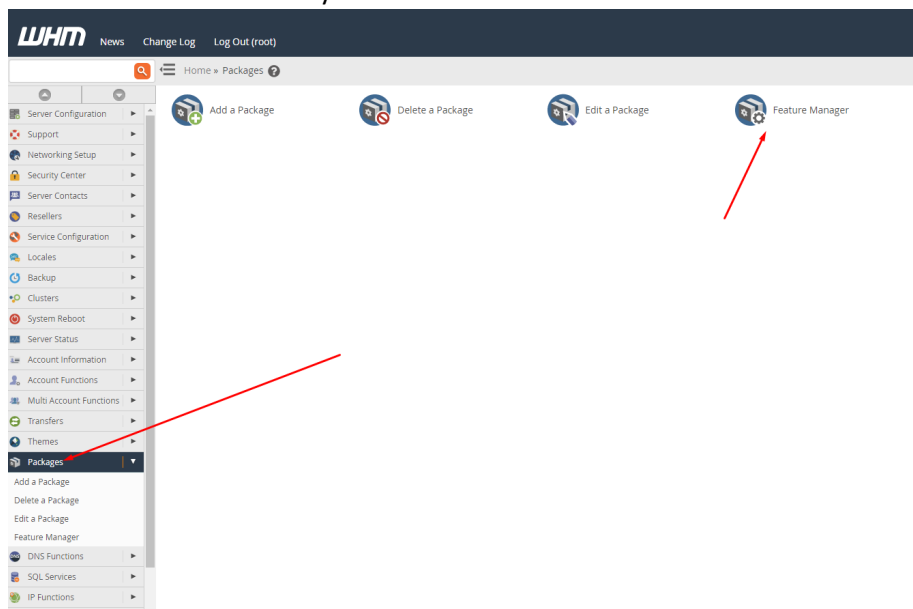 WHM News Change Log Log Out (root)
Home » Packages
Add a Package Delete a Package Edit a Package Feature Manager
Server Configuration
Support
Networking Setup
Security Center
Server Contacts
Resellers
Service Configuration
Locales
Backup
Clusters
System Reboot
Server Status
Account Information
Account Functions
Multi Account Functions
Transfers
Themes
Packages
Add a Package
Delete a Package
Edit a Package
Feature Manager
DNS Functions
SQL Services
IP Functions